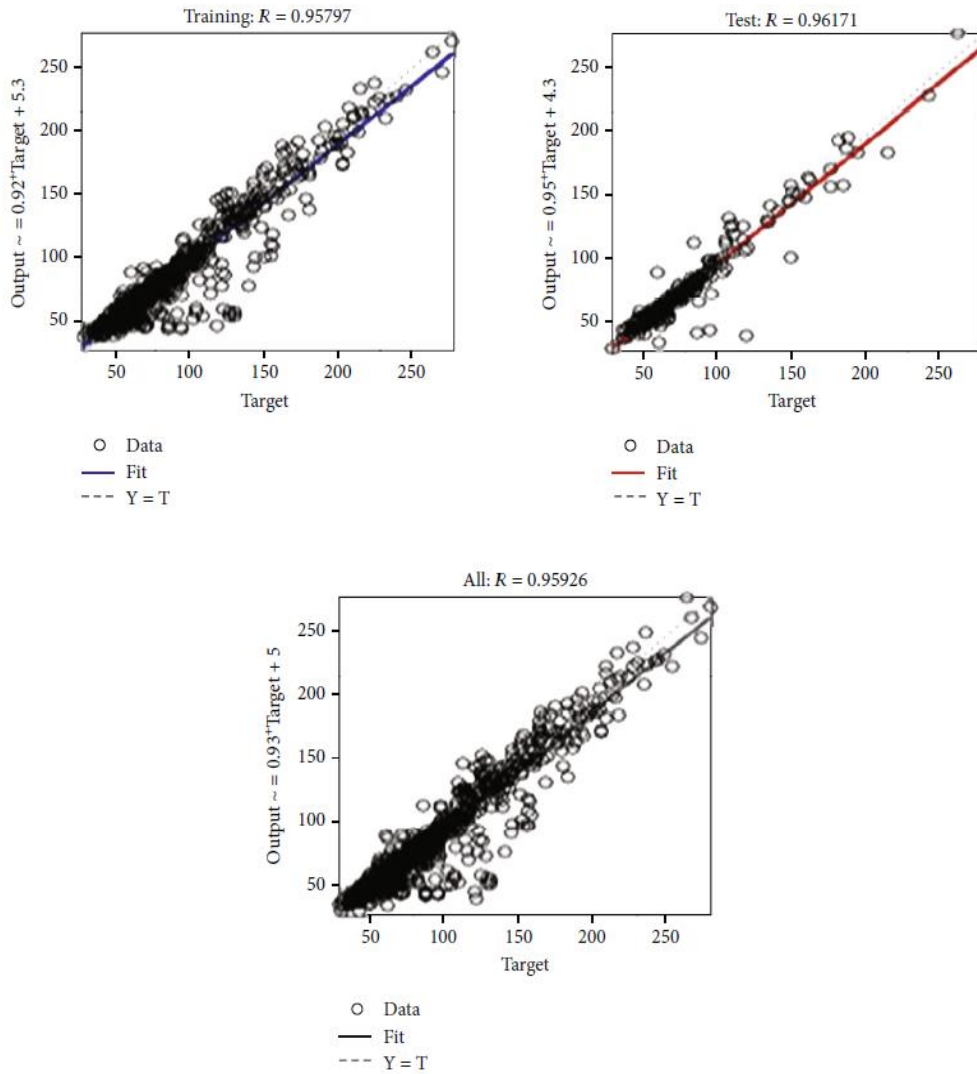 Training: R = 0.95797
Output ~ = 0.92⁺Target + 5.3
250
200
150
100
50
50 100 150 200 250
Target
Data
Fit
Y = T
Test: R = 0.96171
Output ~ = 0.95⁺Target + 4.3
250
200
150
100
50
50 100 150 200 250
Target
Data
Fit
Y = T
All: R = 0.95926
Output ~ = 0.93⁺Target + 5
250
200
150
100
50
50 100 150 200 250
Target
Data
Fit
Y = T